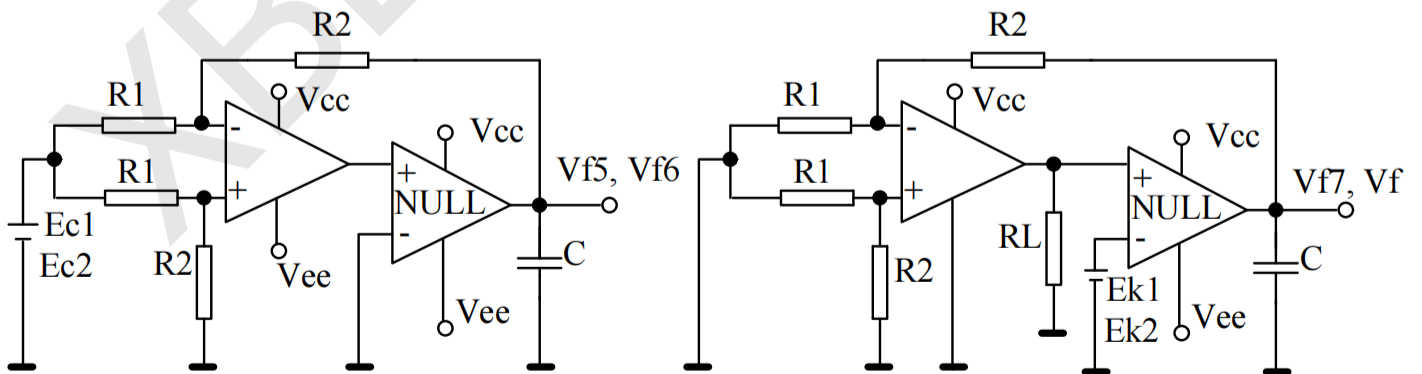 R2
R1
Vcc
-
R1
+
Vcc
+
NULL
-
Vf5, Vf6
Ec1
Ec2
R2
Vee
C
Vee
R2
R1
Vcc
-
R1
+
Vcc
+
NULL
-
Vf7, Vf
R2
RL
Ek1
Ek2
Vee
C